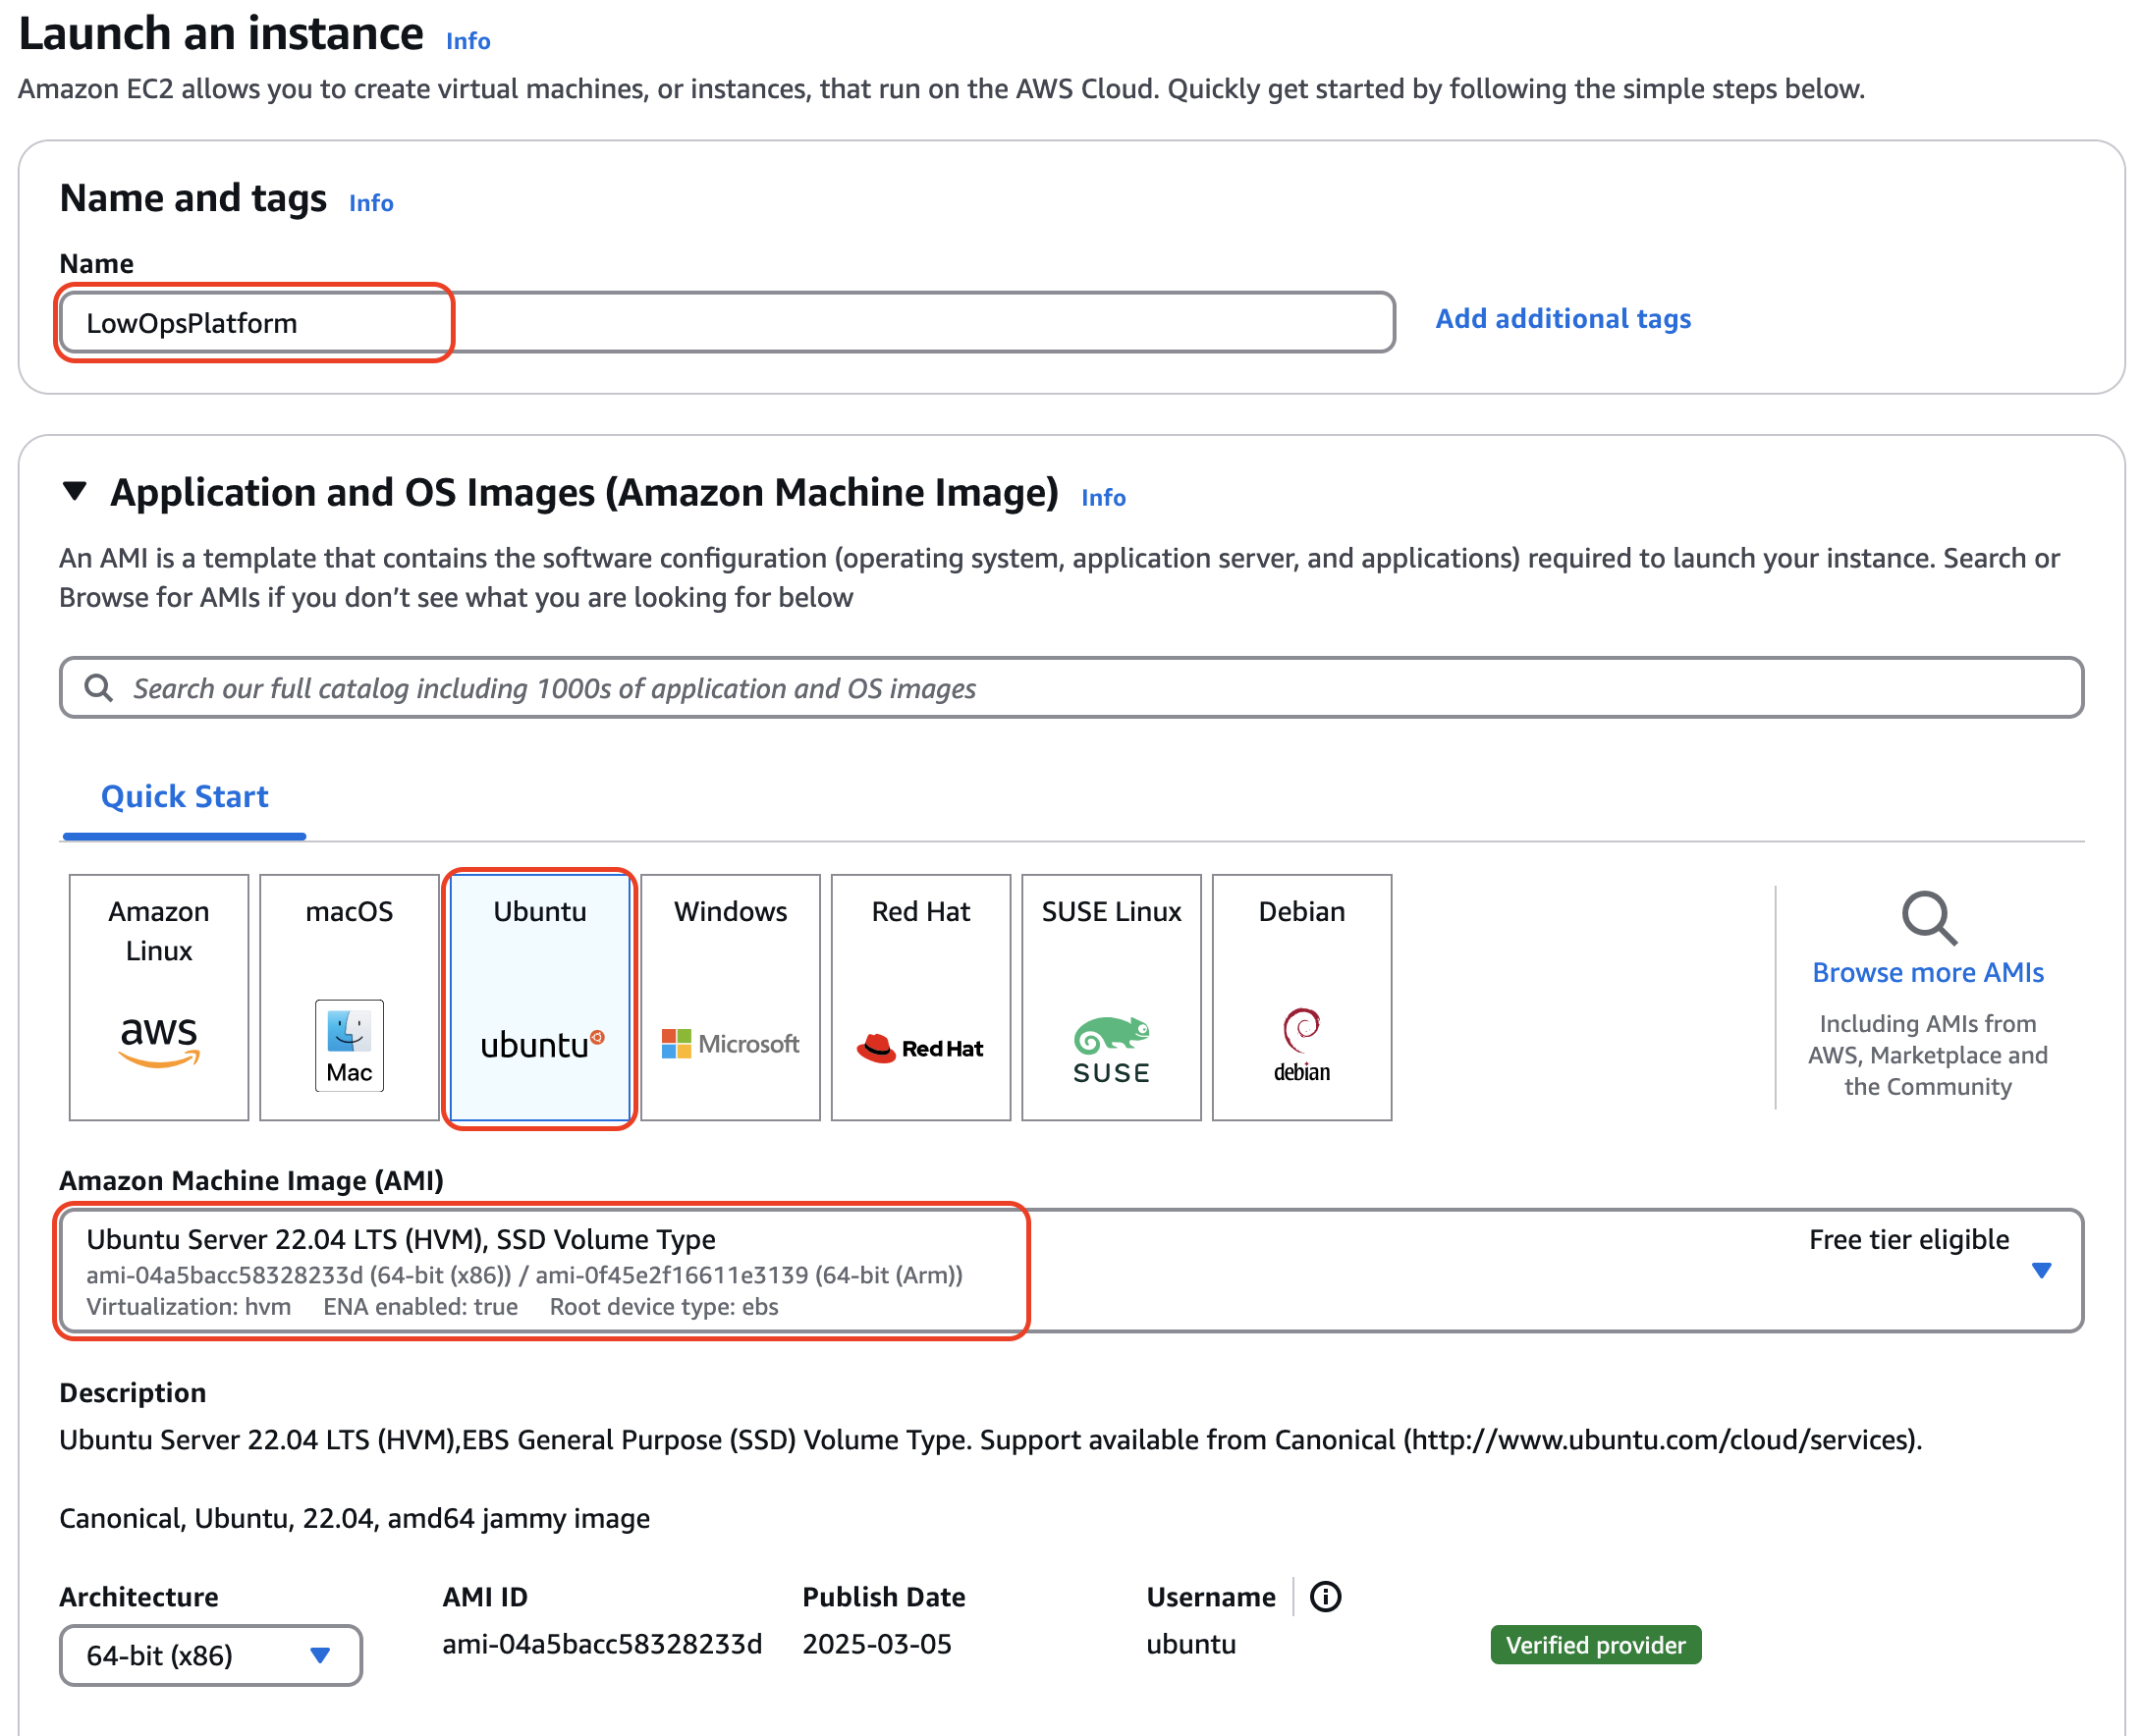 Launch an instance Info
Amazon EC2 allows you to create virtual machines, or instances, that run on the AWS Cloud. Quickly get started by following the simple steps below.
Name and tags Info
Name
LowOpsPlatform
Add additional tags
Application and OS Images (Amazon Machine Image) Info
An AMI is a template that contains the software configuration (operating system, application server, and applications) required to launch your instance. Search or
Browse for AMIs if you don’t see what you are looking for below
Search our full catalog including 1000s of application and OS images
Quick Start
Amazon
Linux
aws
macOS
Mac
Ubuntu
ubuntu
Windows
Microsoft
Red Hat
Red Hat
SUSE Linux
SUSE
Debian
debian
Browse more AMIs
Including AMIs from
AWS, Marketplace and
the Community
Amazon Machine Image (AMI)
Ubuntu Server 22.04 LTS (HVM), SSD Volume Type
Free tier eligible
ami-04a5bacc58328233d (64-bit (x86)) / ami-0f45e2f16611e3139 (64-bit (Arm))
Virtualization: hvm ENA enabled: true Root device type: ebs
Description
Ubuntu Server 22.04 LTS (HVM),EBS General Purpose (SSD) Volume Type. Support available from Canonical (http://www.ubuntu.com/cloud/services).
Canonical, Ubuntu, 22.04, amd64 jammy image
Architecture
64-bit (x86)
AMI ID
ami-04a5bacc58328233d
Publish Date
2025-03-05
Username
ubuntu
Verified provider